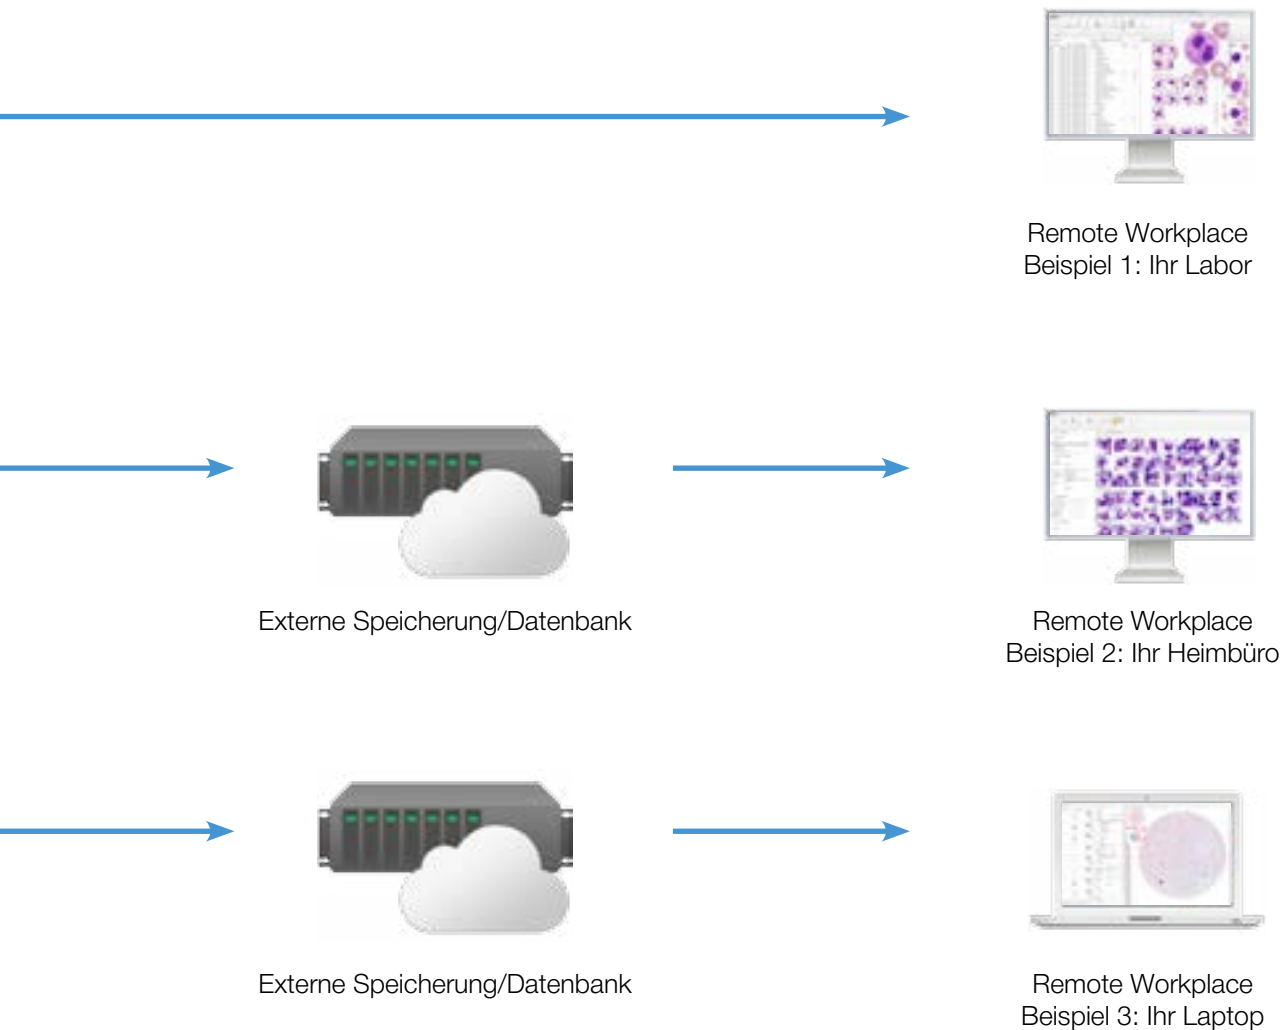 Remote Workplace
Beispiel 1: Ihr Labor
Externe Speicherung/Datenbank
Remote Workplace
Beispiel 2: Ihr Heimbüro
Externe Speicherung/Datenbank
Remote Workplace
Beispiel 3: Ihr Laptop